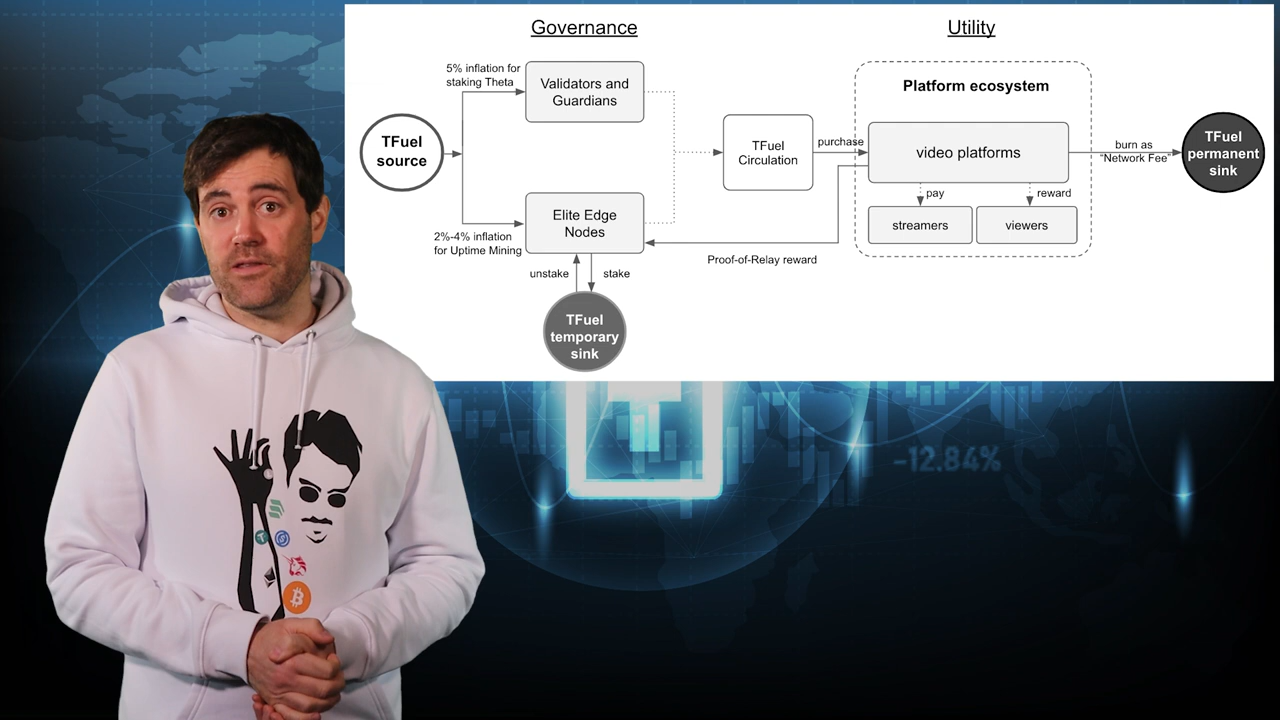 Governance
Utility
5% inflation for
staking Theta
Validators and
Guardians
Platform ecosystem
TFuel
source
TFuel
Circulation
purchase
video platforms
burn as
"Network Fee"
TFuel
permanent
sink
pay
reward
streamers
viewers
Elite Edge
Nodes
2%-4% inflation
for Uptime Mining
Proof-of-Relay reward
unstake
stake
TFuel
temporary
sink
-12.84%